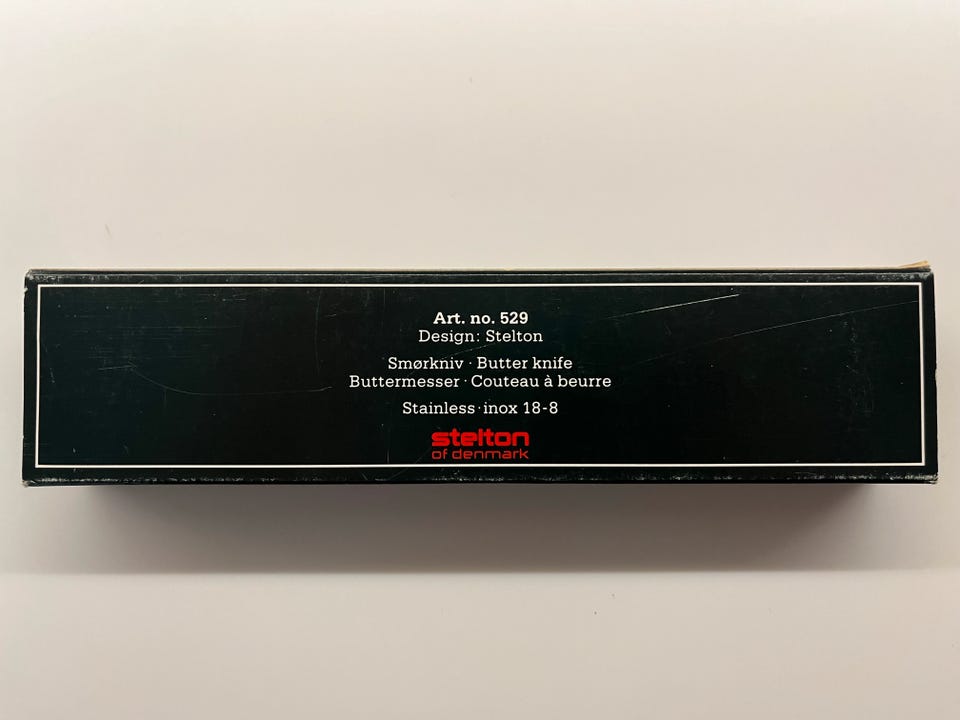 Art. no. 529
Design: Stelton
Smørkniv · Butter knife
Buttermesser · Couteau à beurre
Stainless · inox 18-8
stelton
of denmark